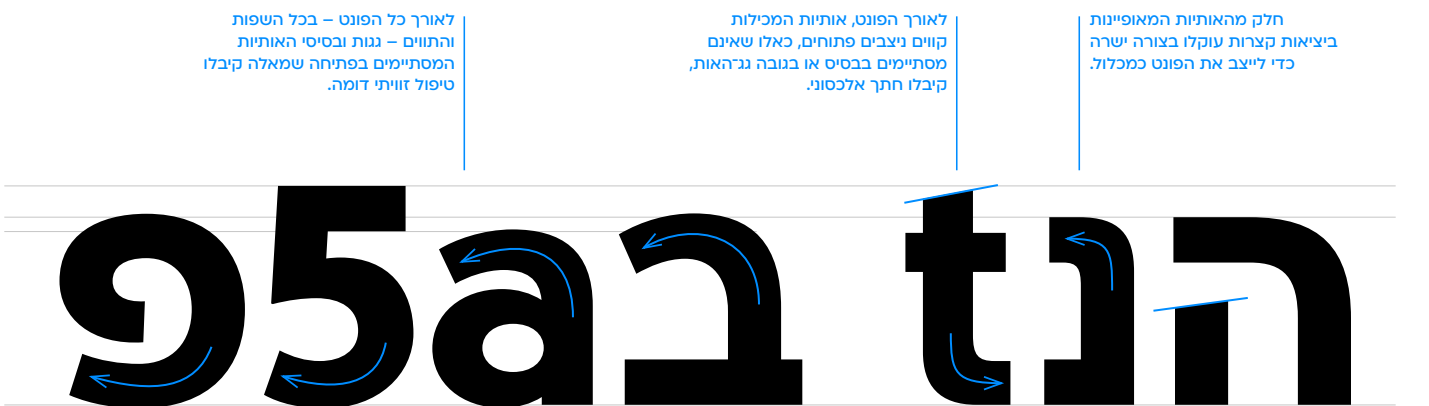 חלק מהאותיות המאופיינות
ביציאות קצרות עוקלו בצורה ישרה
כדי לייצב את הפונט כמכלול.
לאורך הפונט, אותיות המכילות
קווים ניצבים פתוחים, כאלו שאינם
מסתיימים בבסיס או בגובה גג־האות,
קיבלו חתך אלכסוני.
לאורך כל הפונט – בכל השפות
והתווים – גגות ובסיסי האותיות
המסתיימים בפתיחה שמאלה קיבלו
טיפול זוויתי דומה.
הנt בa5פ